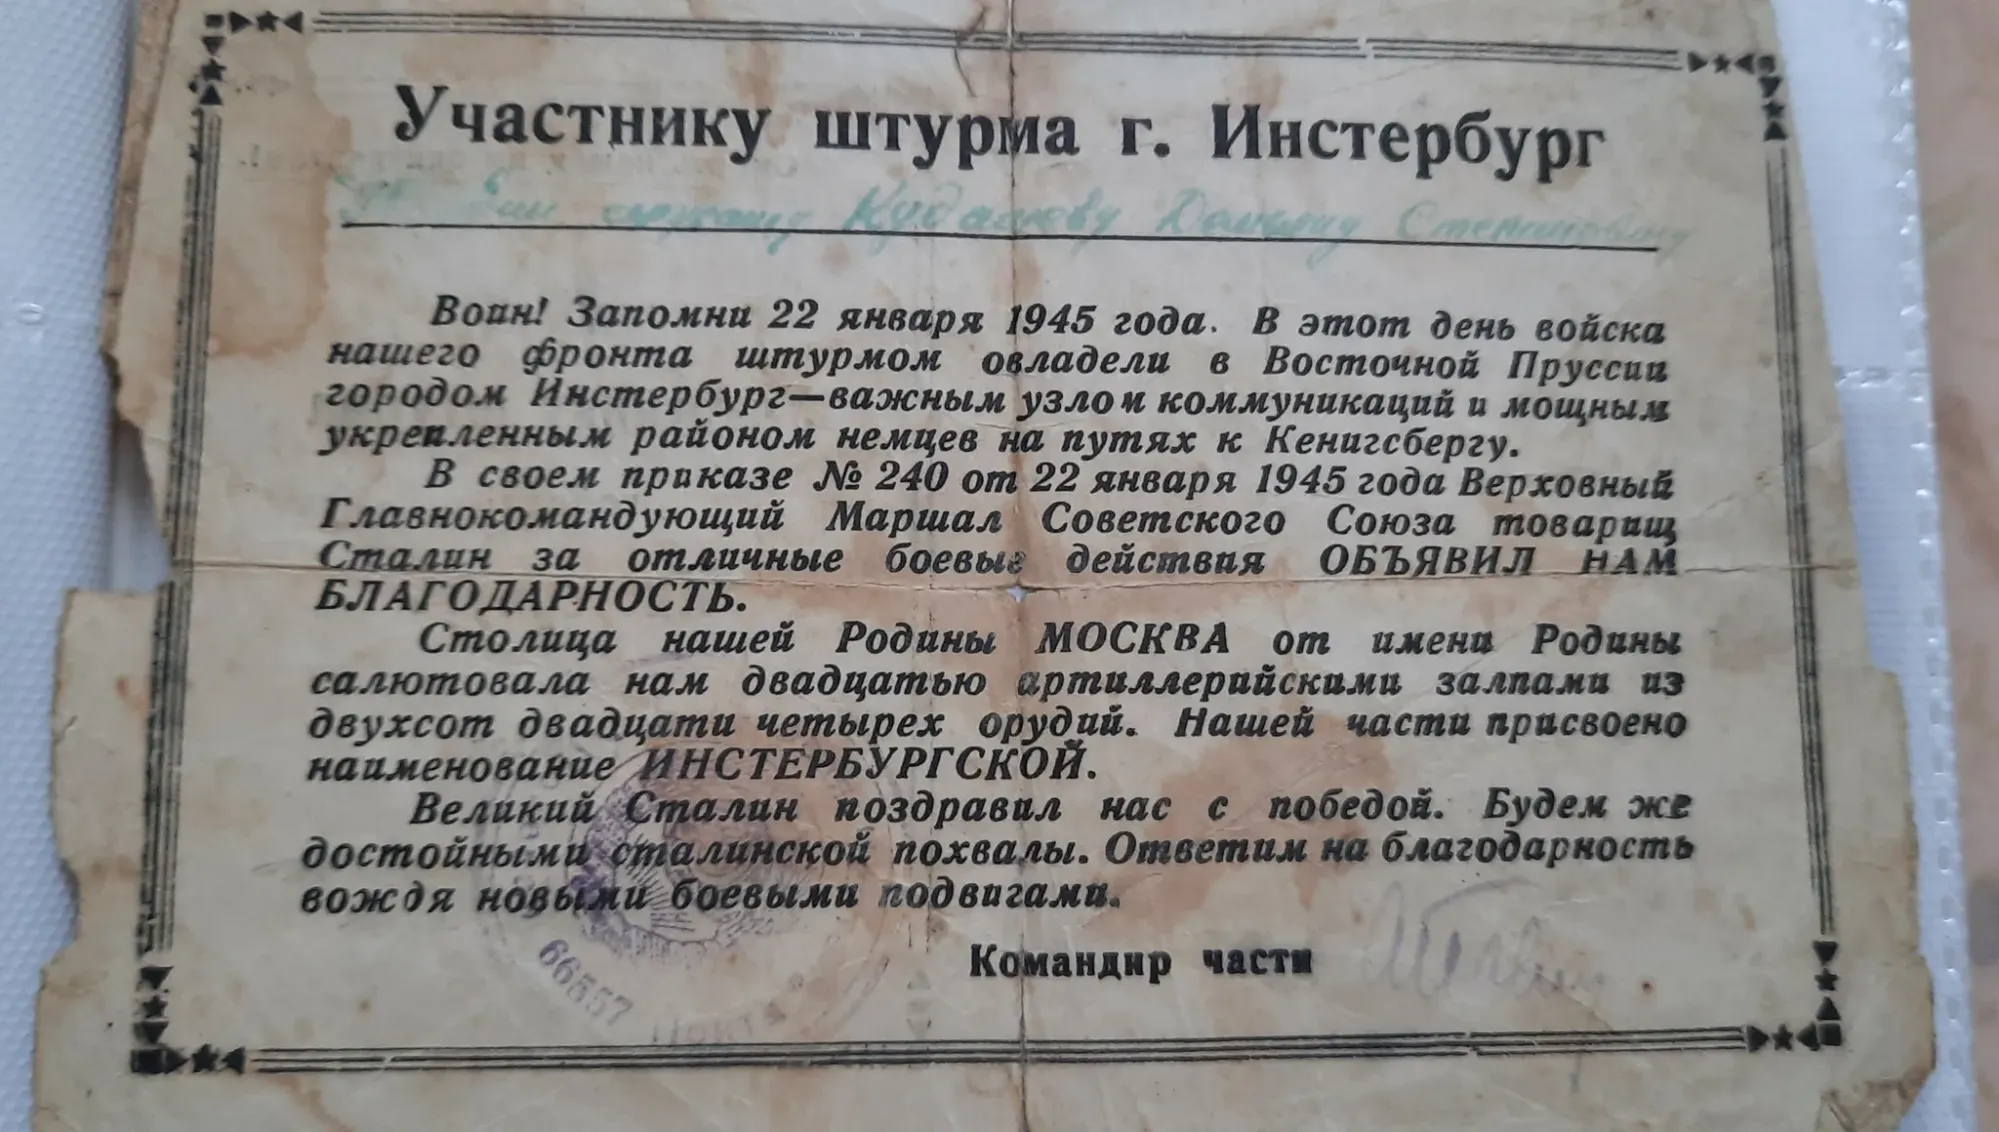 Участнику штурма г. Инстербург
Воин! Запомни 22 января 1945 года. В этот день войска
нашего фронта штурмом овладели в Восточной Пруссии
городом Инстербург—важным узлом коммуникаций и мощным
укрепленным районом немцев на путях к Кенигсбергу.
В своем приказе № 240 от 22 января 1945 года Верховный
Главнокомандующий Маршал Советского Союза товарищ
Сталин за отличные боевые действия ОБЪЯВИЛ НАМ
БЛАГОДАРНОСТЬ.
Столица нашей Родины МОСКВА от имени Родины
салютовала нам двадцатью артиллерийскими залпами из
двухсот двадцати четырех орудий. Нашей части присвоено
наименование ИНСТЕРБУРГСКОЙ.
Великий Сталин поздравил нас с победой. Будем же
достойными сталинской похвалы. Ответим на благодарность
вождя новыми боевыми подвигами.
Командир части
66557